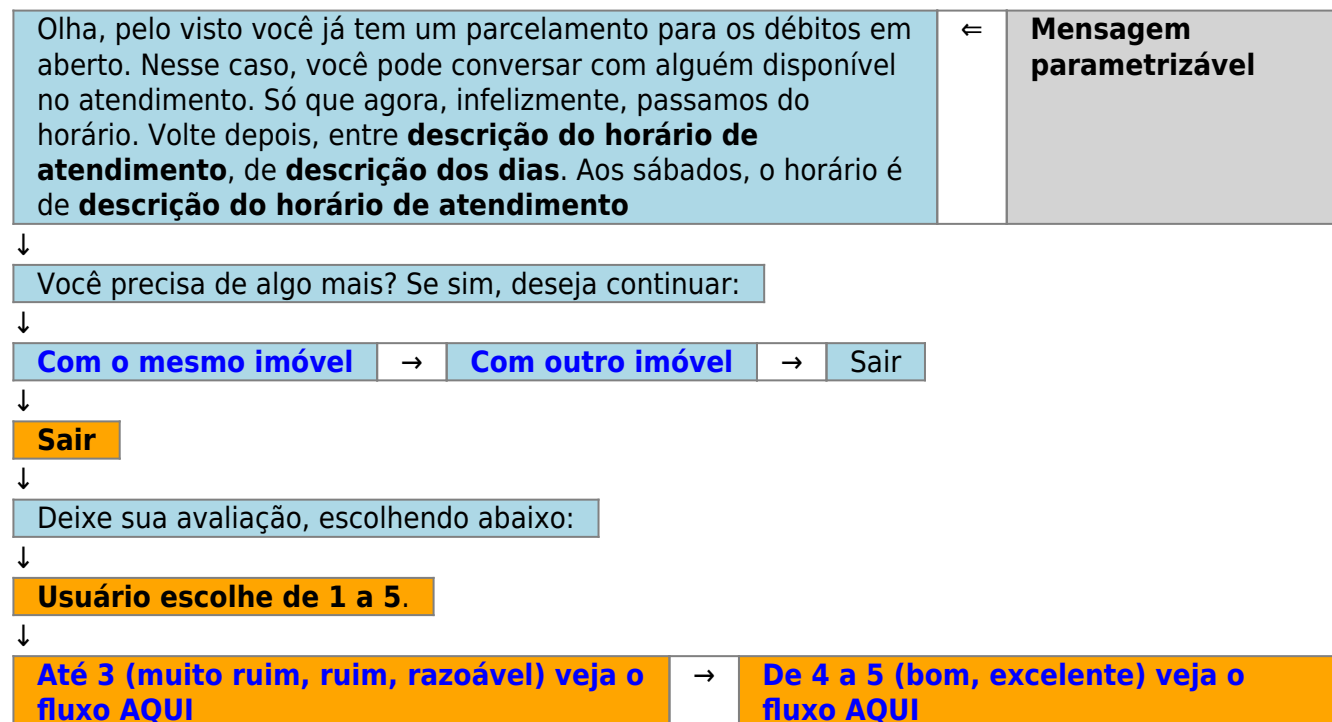 Olha, pelo visto você já tem um parcelamento para os débitos em
aberto. Nesse caso, você pode conversar com alguém disponível
no atendimento. Só que agora, infelizmente, passamos do
horário. Volte depois, entre descrição do horário de
atendimento, de descrição dos dias. Aos sábados, o horário é
de descrição do horário de atendimento
⇐
Mensagem
parametrizável
↓
Você precisa de algo mais? Se sim, deseja continuar:
↓
Com o mesmo imóvel → Com outro imóvel → Sair
↓
Sair
↓
Deixe sua avaliação, escolhendo abaixo:
↓
Usuário escolhe de 1 a 5.
↓
Até 3 (muito ruim, ruim, razoável) veja o
fluxo AQUI
→
De 4 a 5 (bom, excelente) veja o
fluxo AQUI